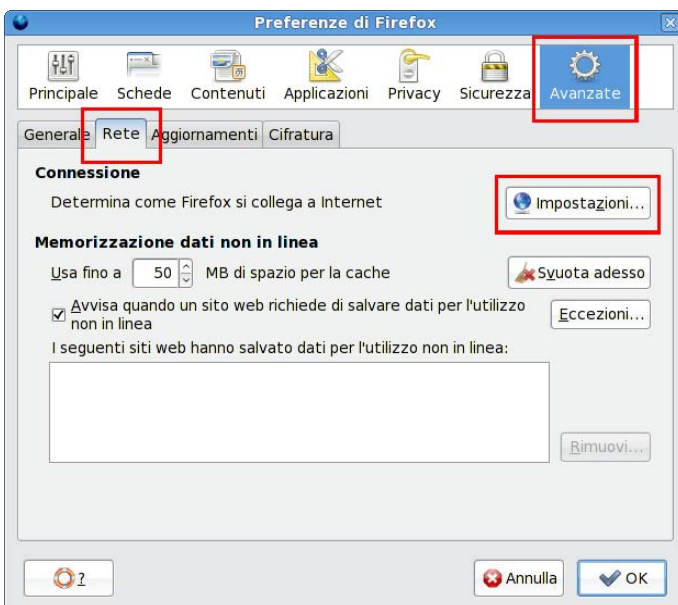 Preferenze di Firefox
Principale Schede Contenuti Applicazioni Privacy Sicurezza Avanzate
Generale Rete Aggiornamenti Cifratura
Connessione
Determina come Firefox si collega a Internet Impostazioni...
Memorizzazione dati non in linea
Usa fino a 50 MB di spazio per la cache Svuota adesso
Avvisa quando un sito web richiede di salvare dati per l'utilizzo
non in linea Eccezioni...
I seguenti siti web hanno salvato dati per l'utilizzo non in linea:
Rimuovi...
? Annulla OK